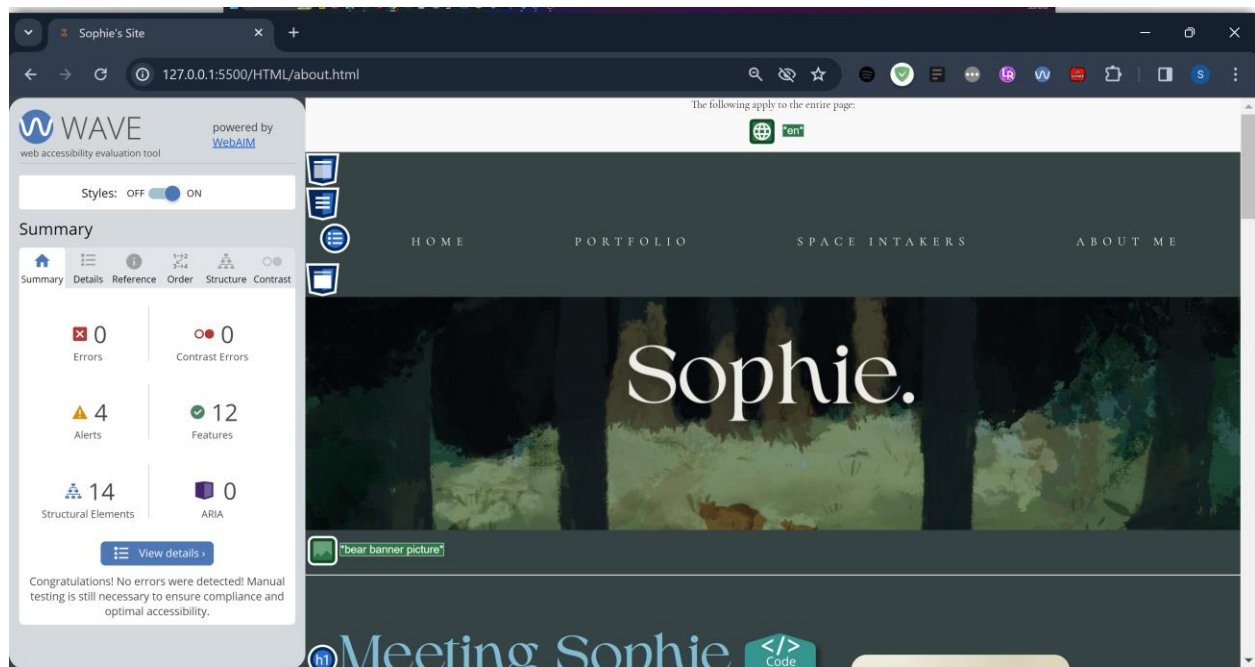 Sophie's Site
127.0.0.1:5500/HTML/about.html
S
WAVE
web accessibility evaluation tool
powered by
WebAIM
Styles: OFF ON
Summary
Summary Details Reference Order Structure Contrast
0
Errors
0
Contrast Errors
4
Alerts
12
Features
14
Structural Elements
0
ARIA
View details ›
Congratulations! No errors were detected! Manual
testing is still necessary to ensure compliance and
optimal accessibility.
The following apply to the entire page:
*"en"
HOME PORTFOLIO SPACE INTAKERS ABOUT ME
Sophie.
*"bear banner picture"
h1
Meeting Sophie
</>
Code